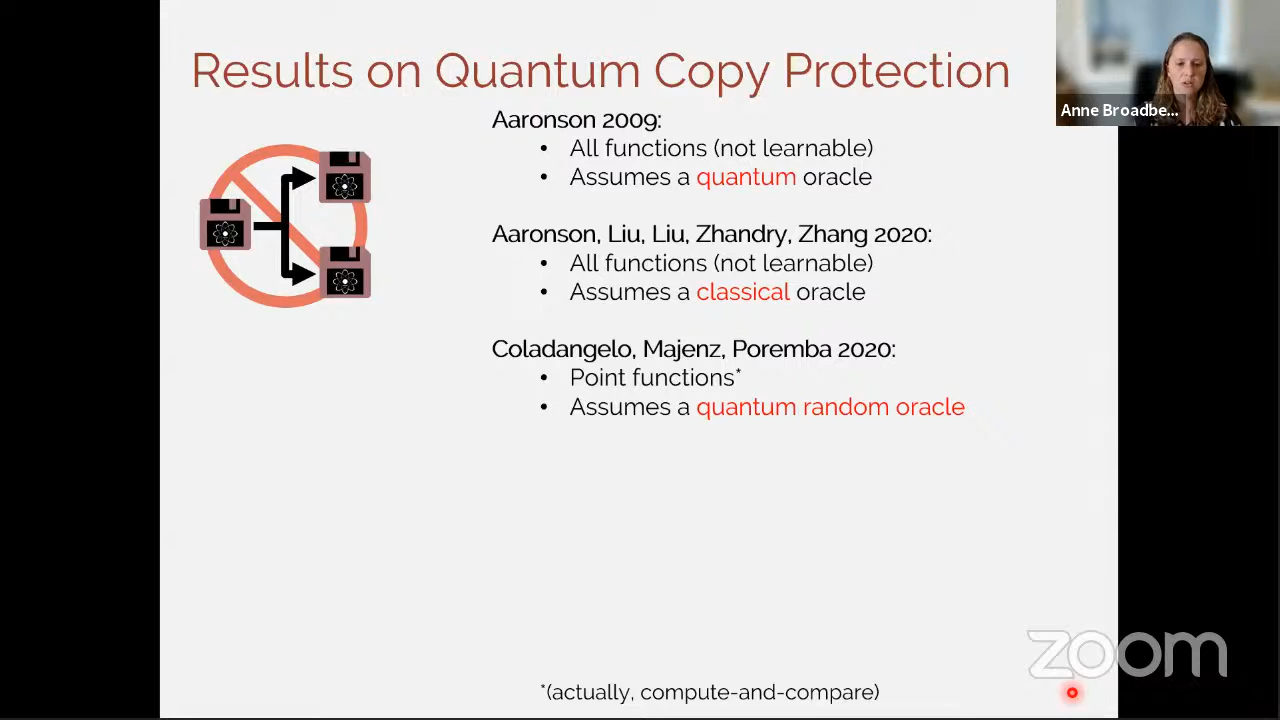 Results on Quantum Copy Protection
Anne Broadbe...
Aaronson 2009:
• All functions (not learnable)
• Assumes a quantum oracle
Aaronson, Liu, Liu, Zhandry, Zhang 2020:
• All functions (not learnable)
• Assumes a classical oracle
Coladangelo, Majenz, Poremba 2020:
• Point functions*
• Assumes a quantum random oracle
zoom
*(actually, compute-and-compare)